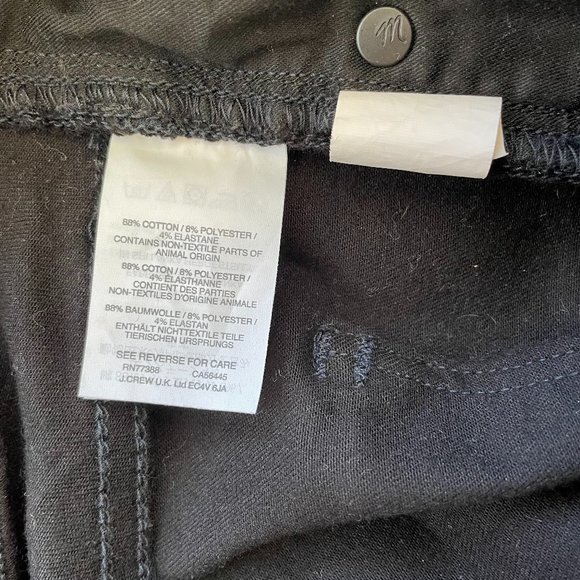 M
88% COTTON / 8% POLYESTER /
4% ELASTANE
CONTAINS NON-TEXTILE PARTS OF
ANIMAL ORIGIN
88% COTON / 8% POLYESTER /
4% ÉLASTHANNE
CONTIENT DES PARTIES
NON-TEXTILES D'ORIGINE ANIMALE
88% BAUMWOLLE / 8% POLYESTER /
4% ELASTAN
ENTHÄLT NICHTTEXTILE TEILE
TIERISCHEN URSPRUNGS
SEE REVERSE FOR CARE
RN77388 CA56445
J.CREW U.K. Ltd EC4V 6JA